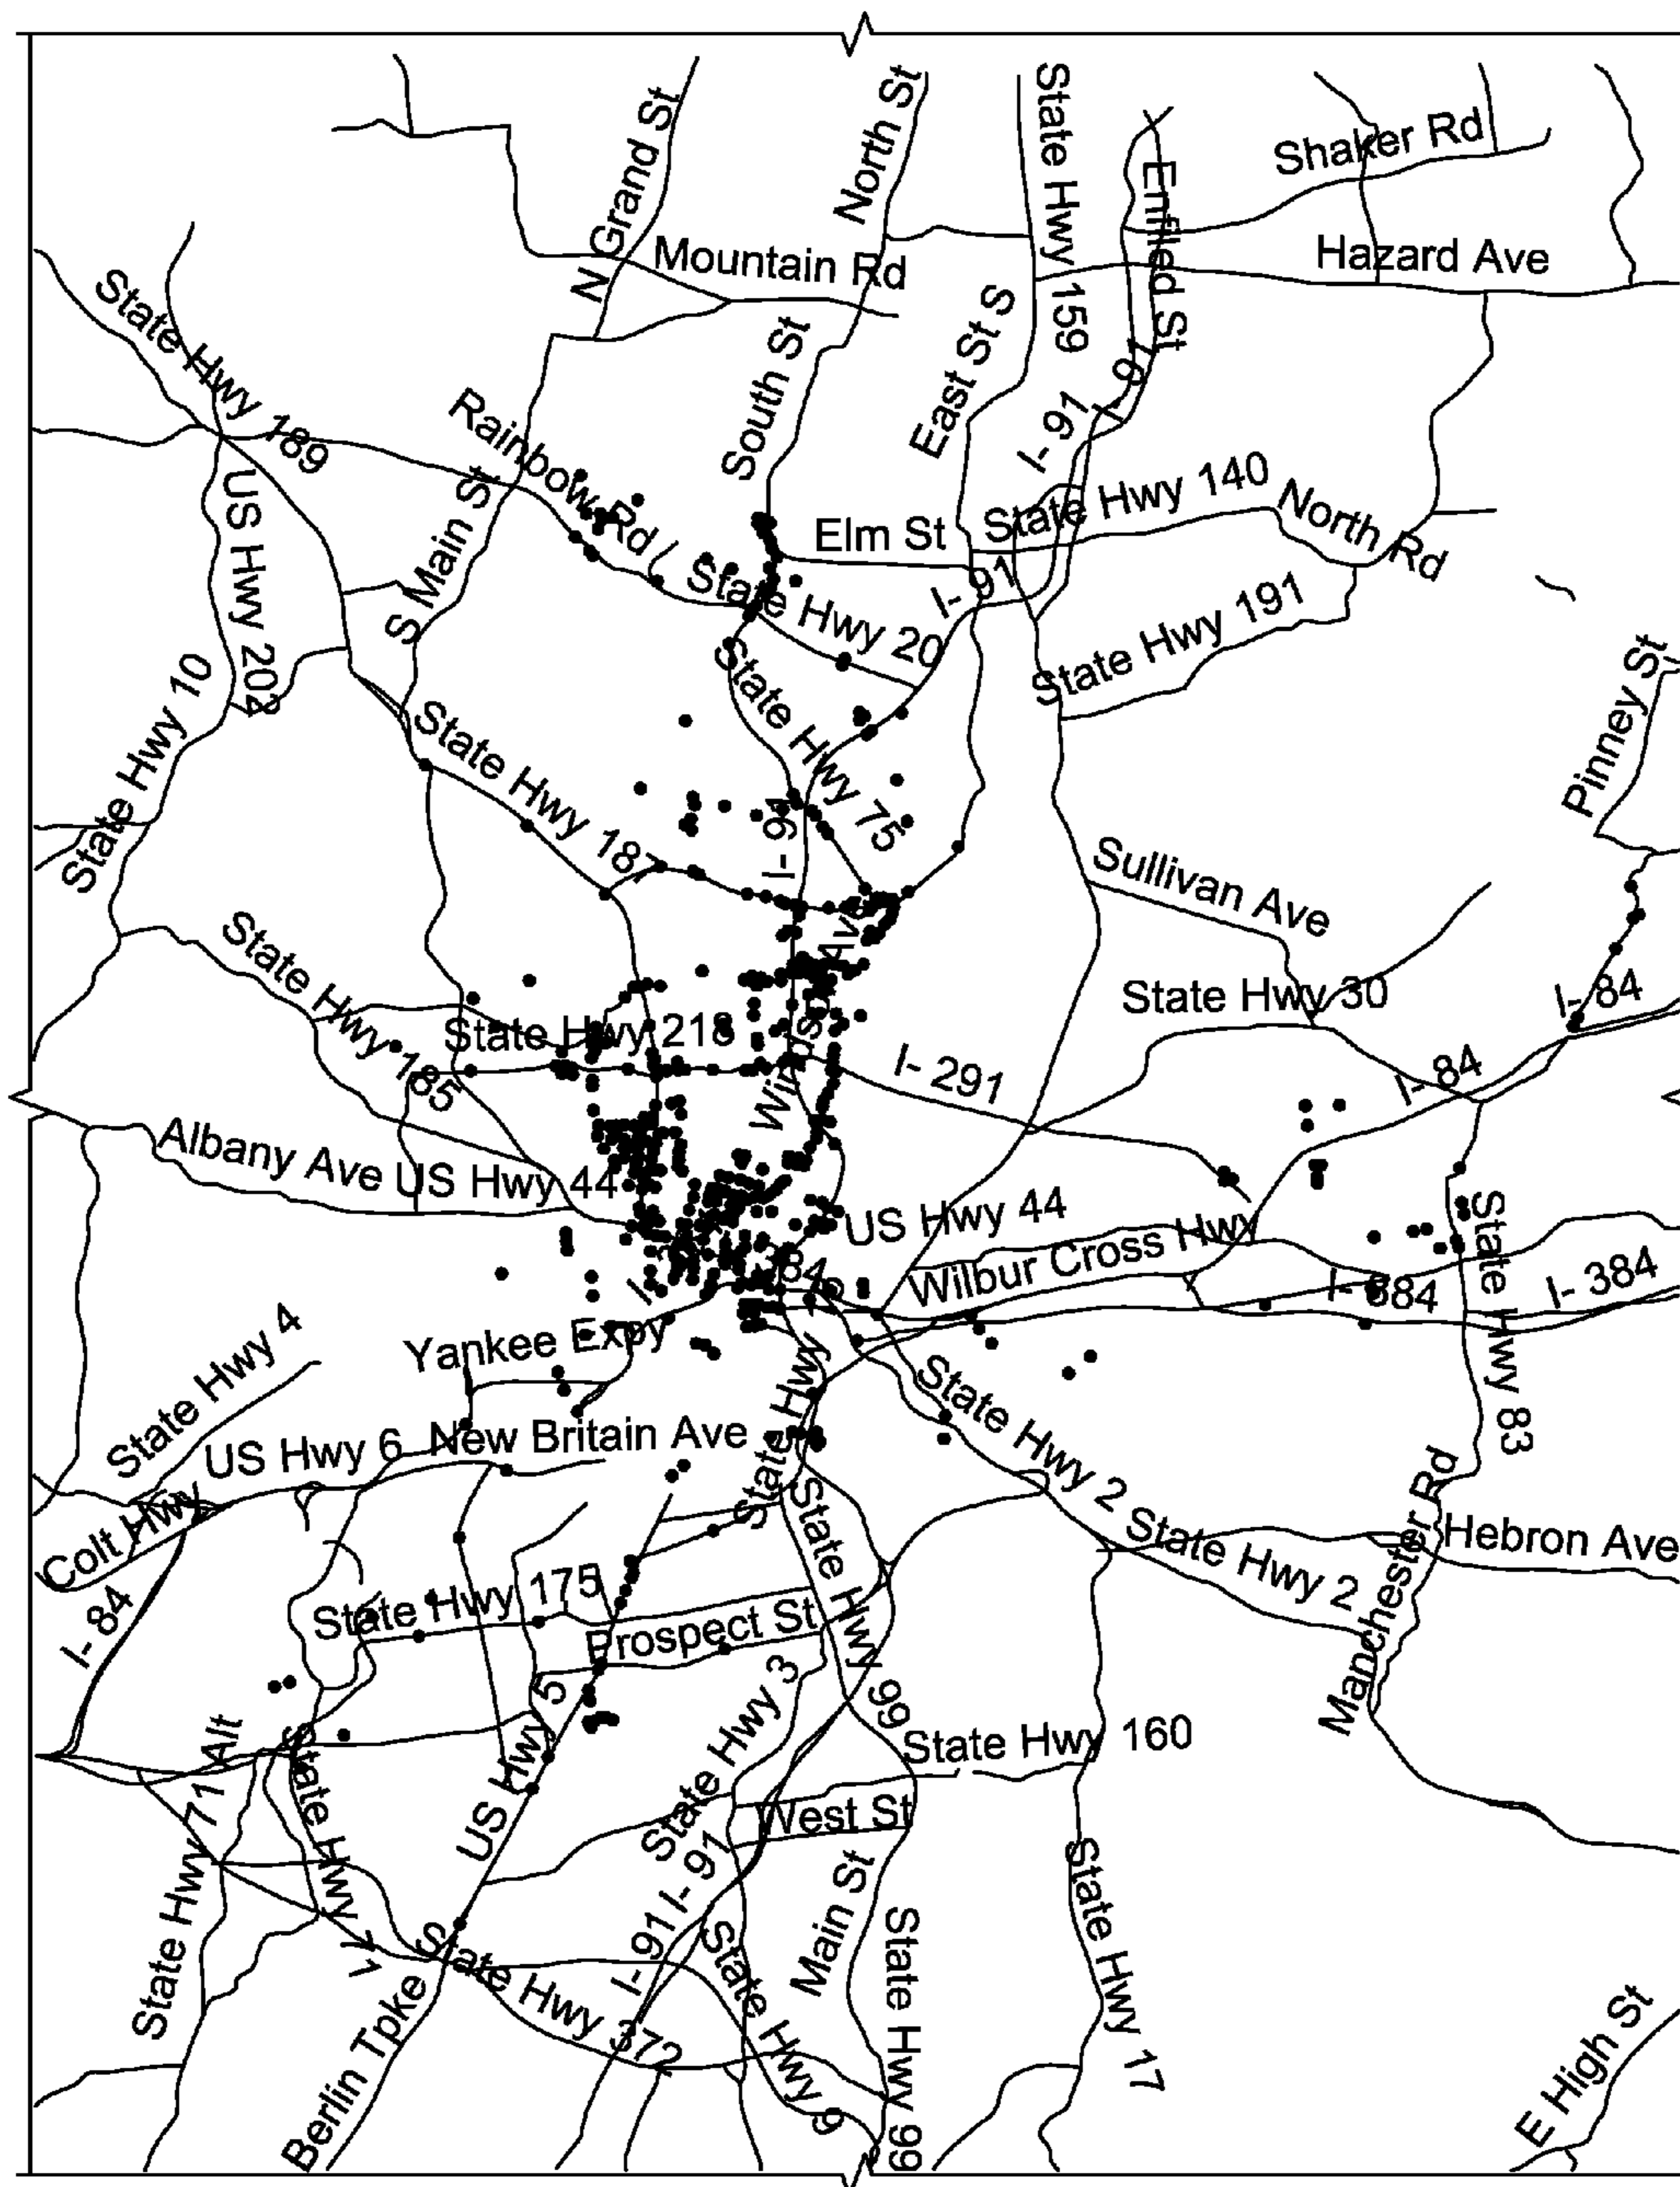 North St
State Hwy 159
N Grand St
Shaker Rd
Enfiled St
Mountain Rd
Hazard Ave
State Hwy 189
East St S
South St
I- 91
I- 91
Rainbow Rd /
State Hwy 20
US Hwy 202
S Main St
Elm St
State Hwy 140
North Rd
I- 91
State Hwy 191
State Hwy 10
State Hwy 75
Pinney St
State Hwy 187
I- 91
Sullivan Ave
State Hwy 185
Windsor Ave
State Hwy 30
I- 84
State Hwy 218
I- 291
I- 84
Albany Ave
US Hwy 44
US Hwy 44
Wilbur Cross Hwy
State Hwy 83
I- 384
I- 384
State Hwy 4
Yankee Expy
State Hwy 2
US Hwy 6
New Britain Ave
State Hwy
State Hwy 99
State Hwy 2
Manchester Rd
Hebron Ave
Colt Hwy
I- 84
State Hwy 175
Prospect St
State Hwy 3
US Hwy 5
State Hwy 160
State Hwy 71 Alt
State Hwy 71
West St
I- 91
I- 91
Main St
State Hwy 17
State Hwy 372
State Hwy 9
State Hwy 99
Berlin Tpke
E High St